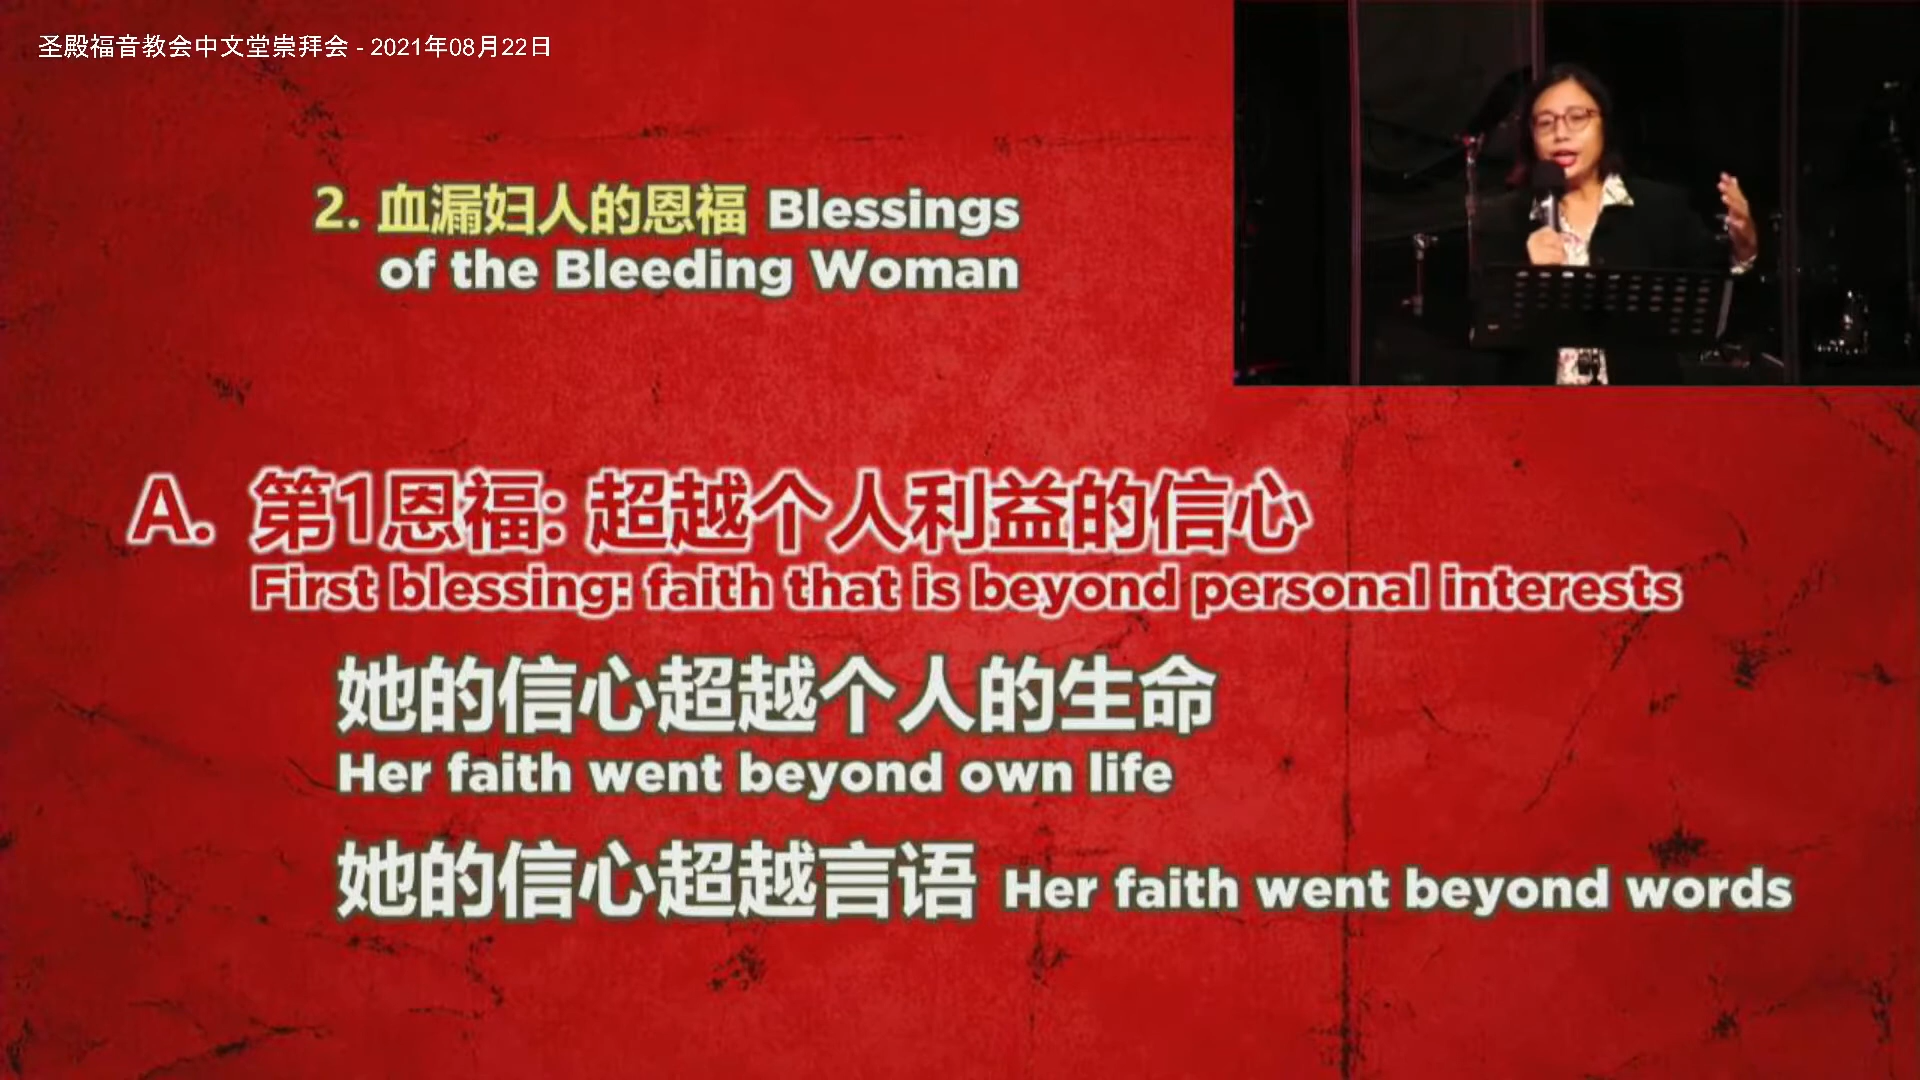 圣殿福音教会中文堂崇拜会 - 2021年08月22日
2. 血漏妇人的恩福 Blessings
of the Bleeding Woman
A. 第1恩福: 超越个人利益的信心
First blessing: faith that is beyond personal interests
她的信心超越个人的生命
Her faith went beyond own life
她的信心超越言语 Her faith went beyond words